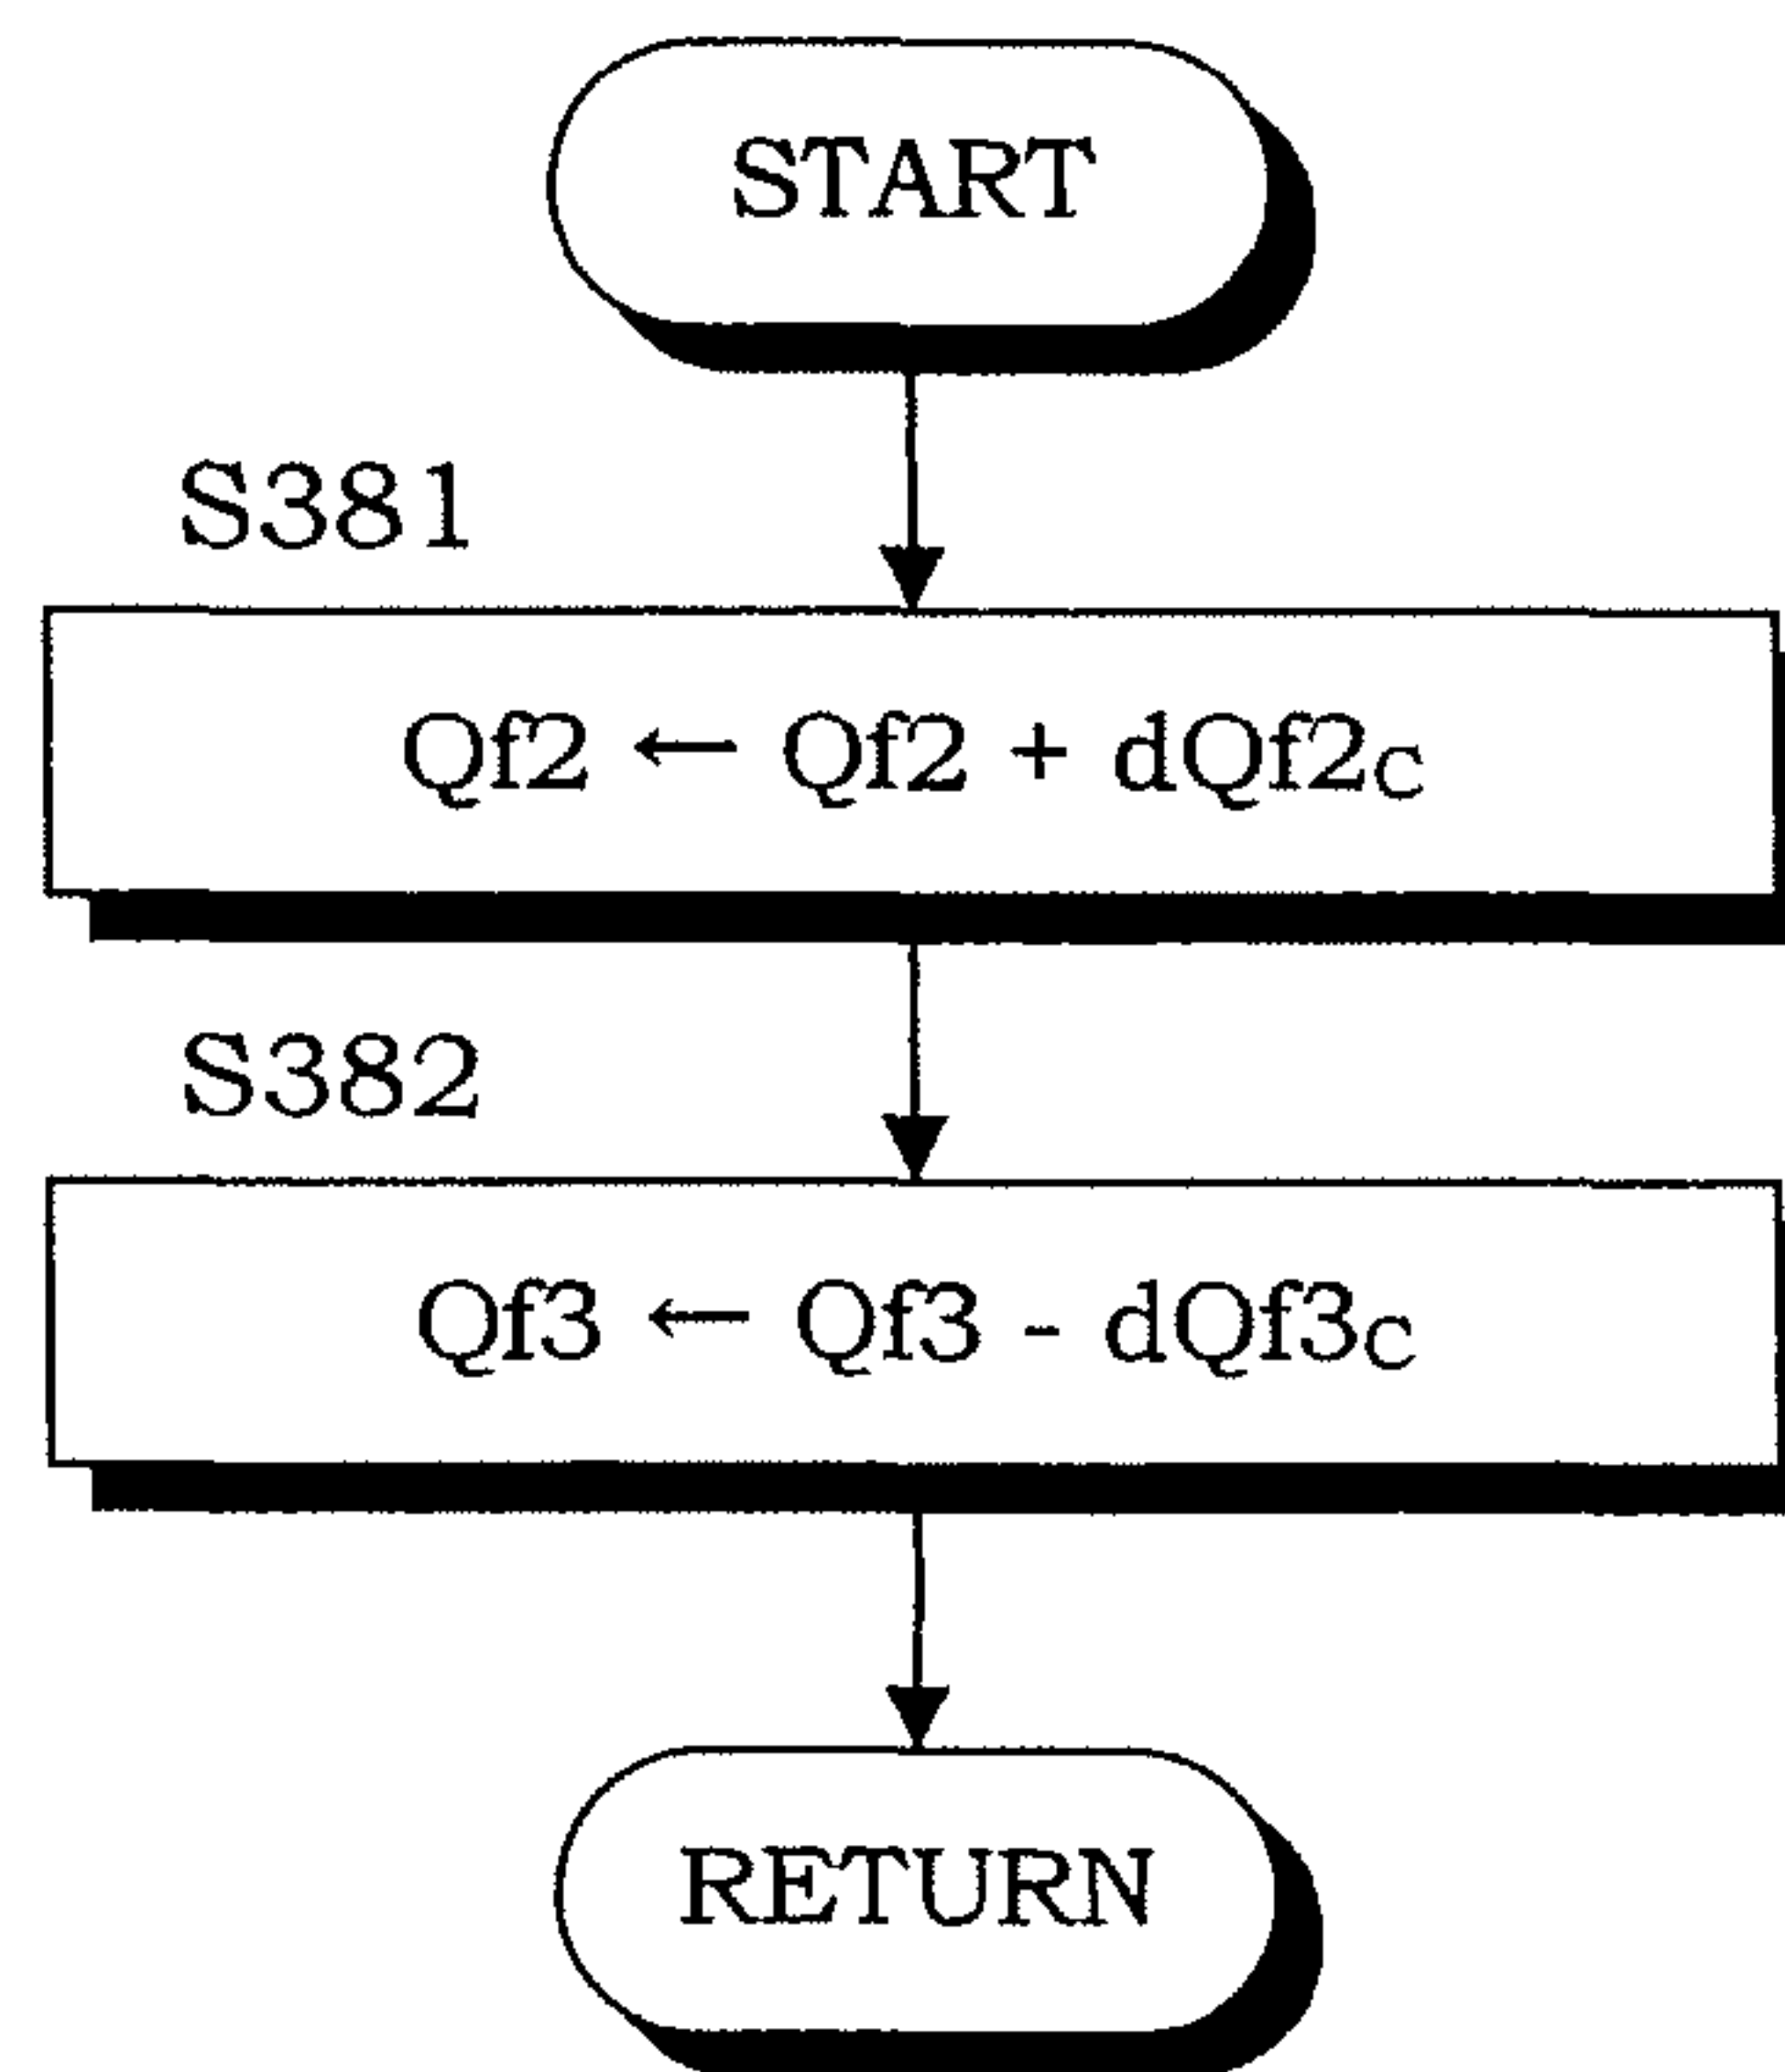 START
S381
Qf2 ← Qf2 + dQf2c
S382
Qf3 ← Qf3 - dQf3c
RETURN